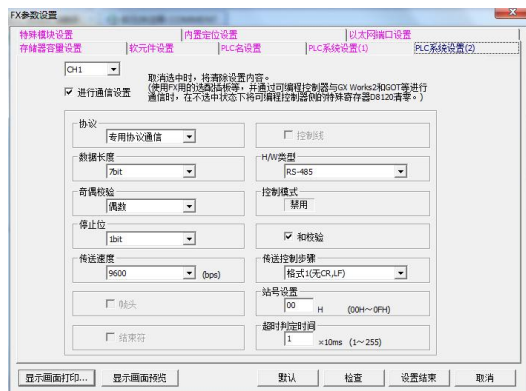 FX参数设置
特殊模块设置
内置定位设置
以太网端口设置
存储器容量设置
软元件设置
PLC名设置
PLC系统设置(1)
PLC系统设置(2)
CH1
进行通信设置
取消选中时，将清除设置内容。
(使用FX用的选配插板等，并通过可编程控制器与GX Works2和GOT等进行
通信时，在不选中状态下将可编程控制器侧的特殊寄存器D8120清零。)
协议
专用协议通信
控制线
数据长度
7bit
H/W类型
RS-485
奇偶校验
偶数
控制模式
禁用
停止位
1bit
和校验
传送速度
9600
(bps)
传送控制步骤
格式1(无CR,LF)
帧头
站号设置
00
H
(00H～0FH)
结束符
超时判定时间
1
×10ms (1～255)
显示画面打印...
显示画面预览
默认
检查
设置结束
取消